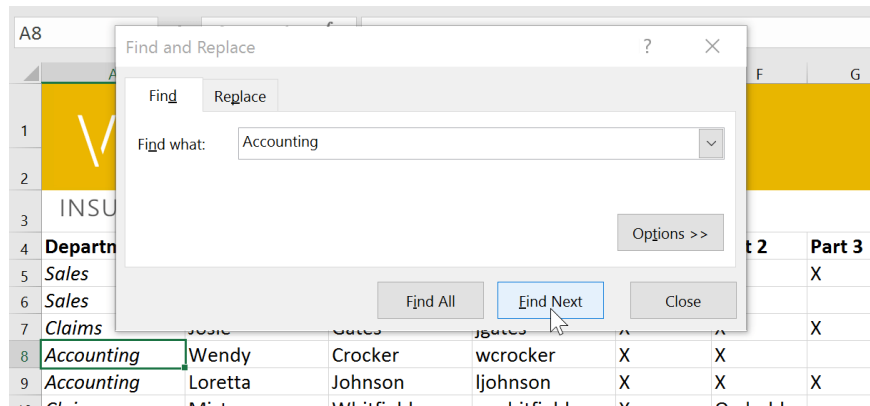 A8
Find and Replace ? ×
A F G
Find Replace
1
Find what: Accounting
2
3 INSU
Options >>
4 Departn t 2 Part 3
5 Sales X
6 Sales
Find All Find Next Close
7 Claims Josie Gates jgates X X X
8 Accounting Wendy Crocker wcrocker X X
9 Accounting Loretta Johnson ljohnson X X X